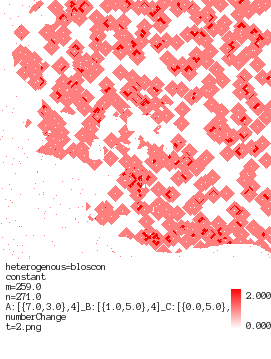 heterogenous=bloscon
constant
m=259.0
n=271.0
A:[{7.0,3.0},4]_B:[{1.0,5.0},4]_C:[{0.0,5.0},
numberChange
t=2.png
2.000
0.000